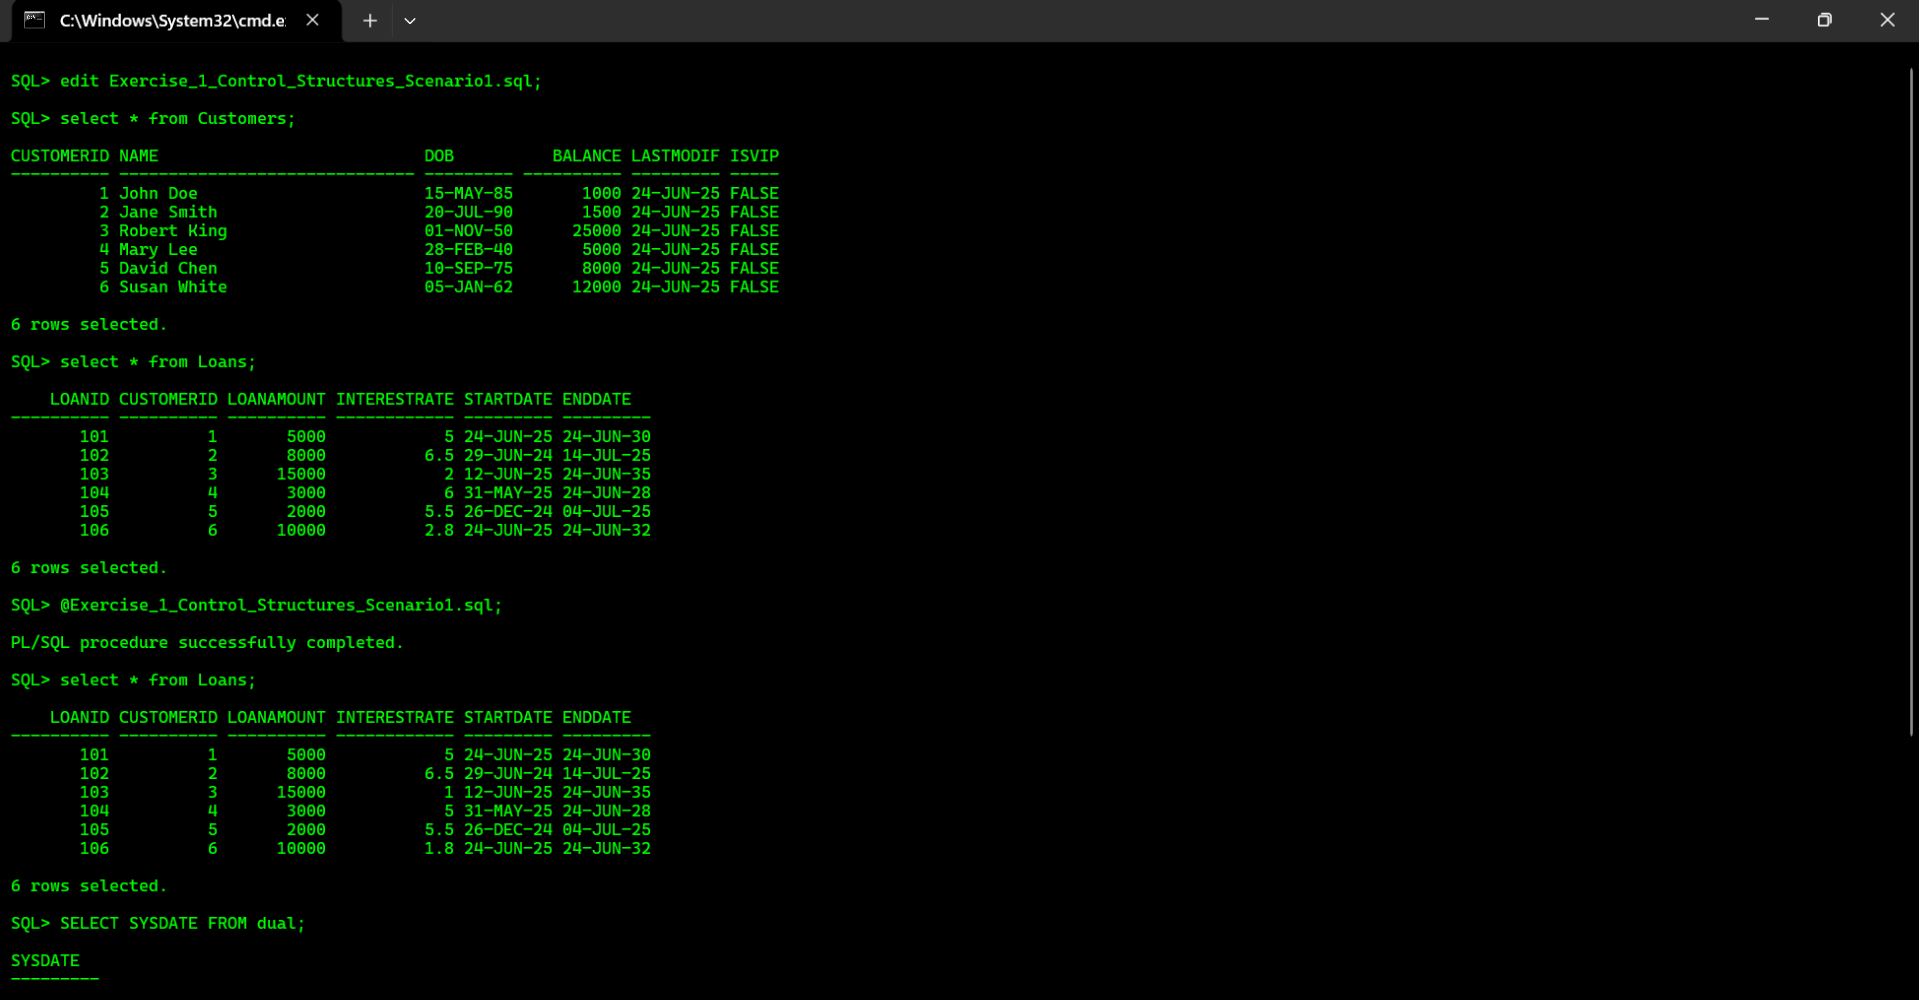 C:\Windows\System32\cmd.e
SQL> edit Exercise_1_Control_Structures_Scenario1.sql;
SQL> select * from Customers;
CUSTOMERID NAME                           DOB          BALANCE LASTMODIF ISVIP
---------- ------------------------------ --------- ---------- --------- -----
         1 John Doe                       15-MAY-85       1000 24-JUN-25 FALSE
         2 Jane Smith                     20-JUL-90       1500 24-JUN-25 FALSE
         3 Robert King                    01-NOV-50      25000 24-JUN-25 FALSE
         4 Mary Lee                       28-FEB-40       5000 24-JUN-25 FALSE
         5 David Chen                     10-SEP-75       8000 24-JUN-25 FALSE
         6 Susan White                    05-JAN-62      12000 24-JUN-25 FALSE
6 rows selected.
SQL> select * from Loans;
    LOANID CUSTOMERID LOANAMOUNT INTERESTRATE STARTDATE ENDDATE
---------- ---------- ---------- ------------ --------- ---------
       101          1       5000            5 24-JUN-25 24-JUN-30
       102          2       8000          6.5 29-JUN-24 14-JUL-25
       103          3      15000            2 12-JUN-25 24-JUN-35
       104          4       3000            6 31-MAY-25 24-JUN-28
       105          5       2000          5.5 26-DEC-24 04-JUL-25
       106          6      10000          2.8 24-JUN-25 24-JUN-32
6 rows selected.
SQL> @Exercise_1_Control_Structures_Scenario1.sql;
PL/SQL procedure successfully completed.
SQL> select * from Loans;
    LOANID CUSTOMERID LOANAMOUNT INTERESTRATE STARTDATE ENDDATE
---------- ---------- ---------- ------------ --------- ---------
       101          1       5000            5 24-JUN-25 24-JUN-30
       102          2       8000          6.5 29-JUN-24 14-JUL-25
       103          3      15000            1 12-JUN-25 24-JUN-35
       104          4       3000            5 31-MAY-25 24-JUN-28
       105          5       2000          5.5 26-DEC-24 04-JUL-25
       106          6      10000          1.8 24-JUN-25 24-JUN-32
6 rows selected.
SQL> SELECT SYSDATE FROM dual;
SYSDATE
---------